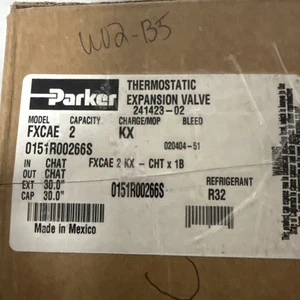 W02-B5
Parker
THERMOSTATIC
EXPANSION VALVE
241423-02
MODEL CAPACITY CHARGE/MOP BLEED
FXCAE 2 KX
0151R00266S 020404-51
IN CHAT FXCAE 2 KX - CHT x 1B
OUT CHAT
EXT 30.0" 0151R00266S REFRIGERANT
CAP 30.0" R32
Made in Mexico